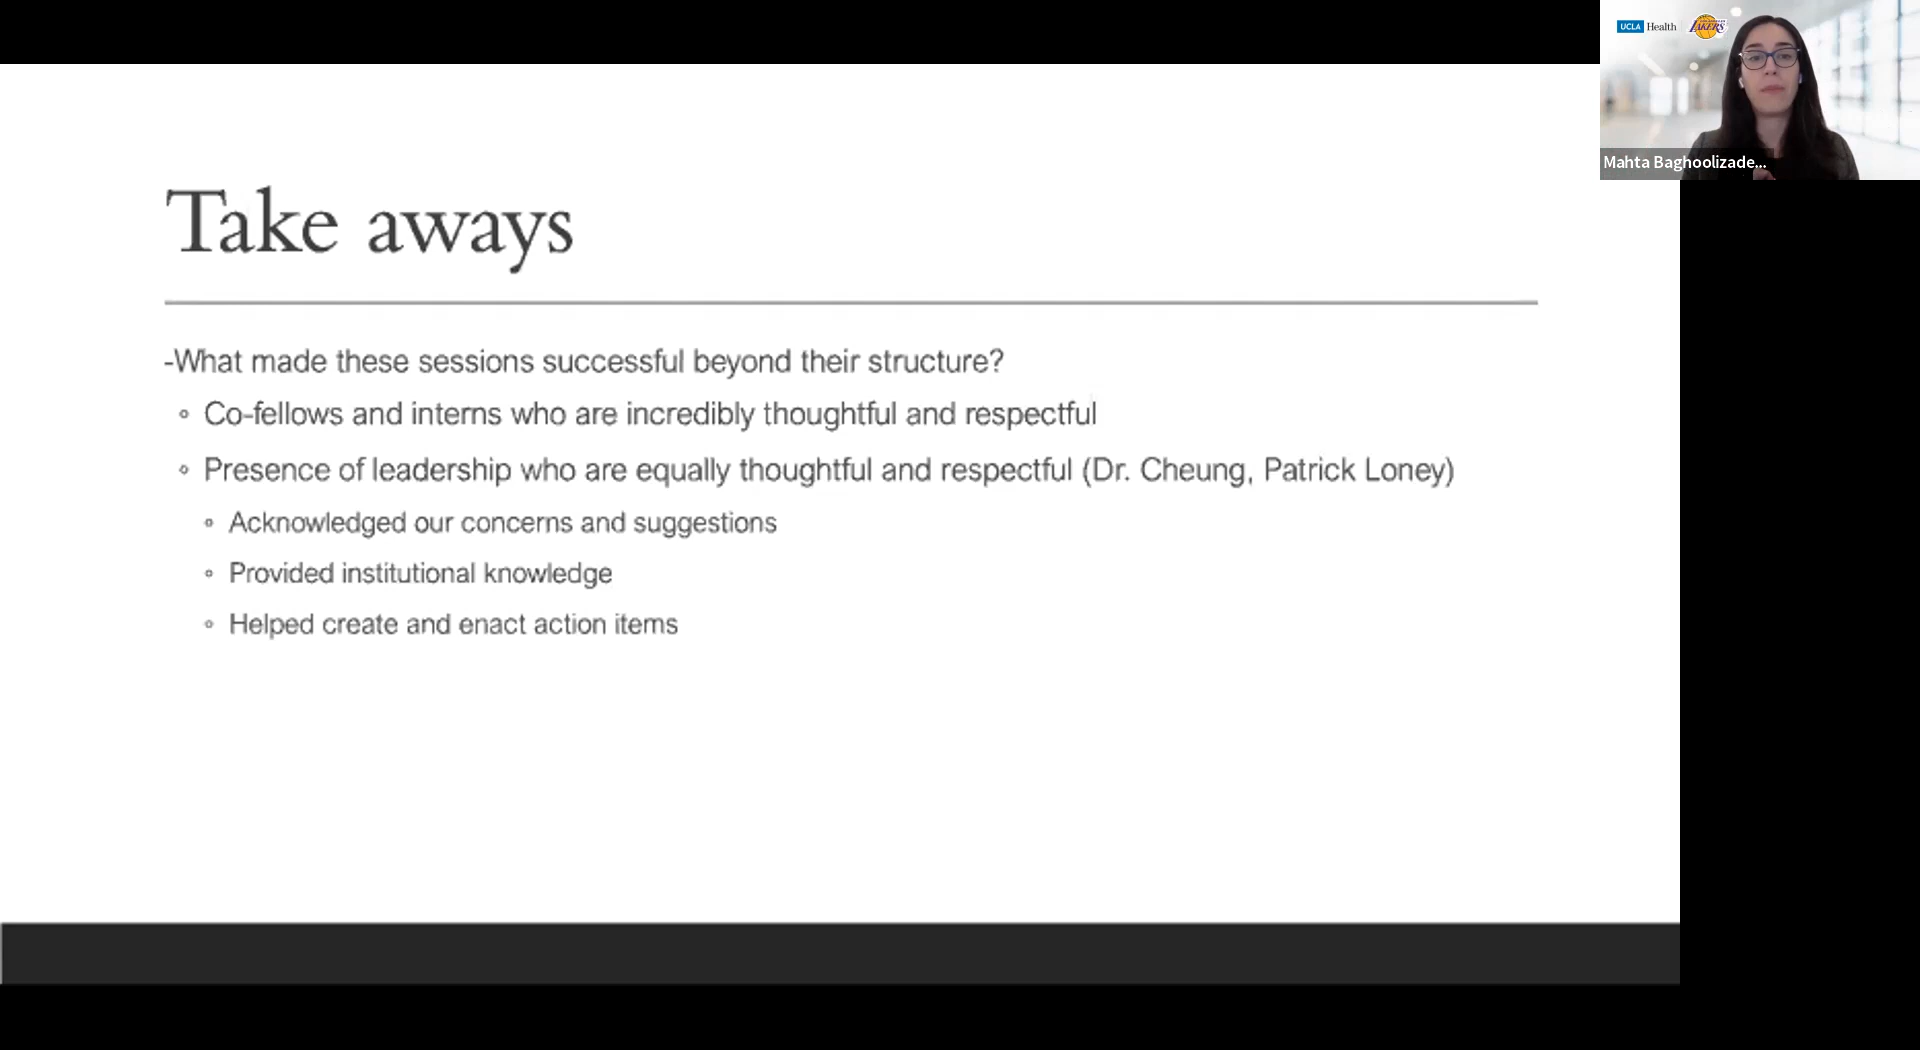 UCLA Health LAKERS
Mahta Baghoolizade...
Take aways
-What made these sessions successful beyond their structure?
Co-fellows and interns who are incredibly thoughtful and respectful
Presence of leadership who are equally thoughtful and respectful (Dr. Cheung, Patrick Loney)
Acknowledged our concerns and suggestions
Provided institutional knowledge
Helped create and enact action items